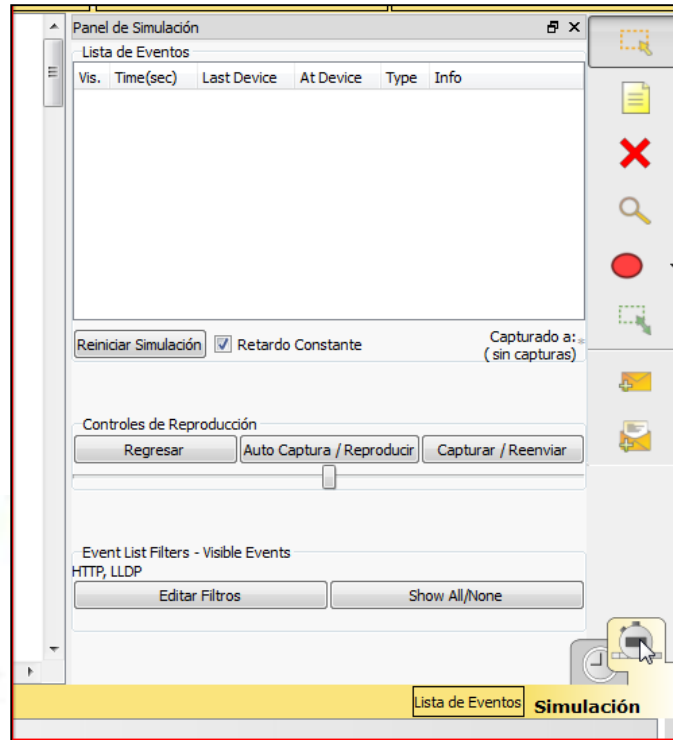 Panel de Simulación
Lista de Eventos
Vis. Time(sec) Last Device At Device Type Info
Reiniciar Simulación Retardo Constante Capturado a:*
(sin capturas)
Controles de Reproducción
Regresar Auto Captura / Reproducir Capturar / Reenviar
Event List Filters - Visible Events
HTTP, LLDP
Editar Filtros Show All/None
Lista de Eventos Simulación